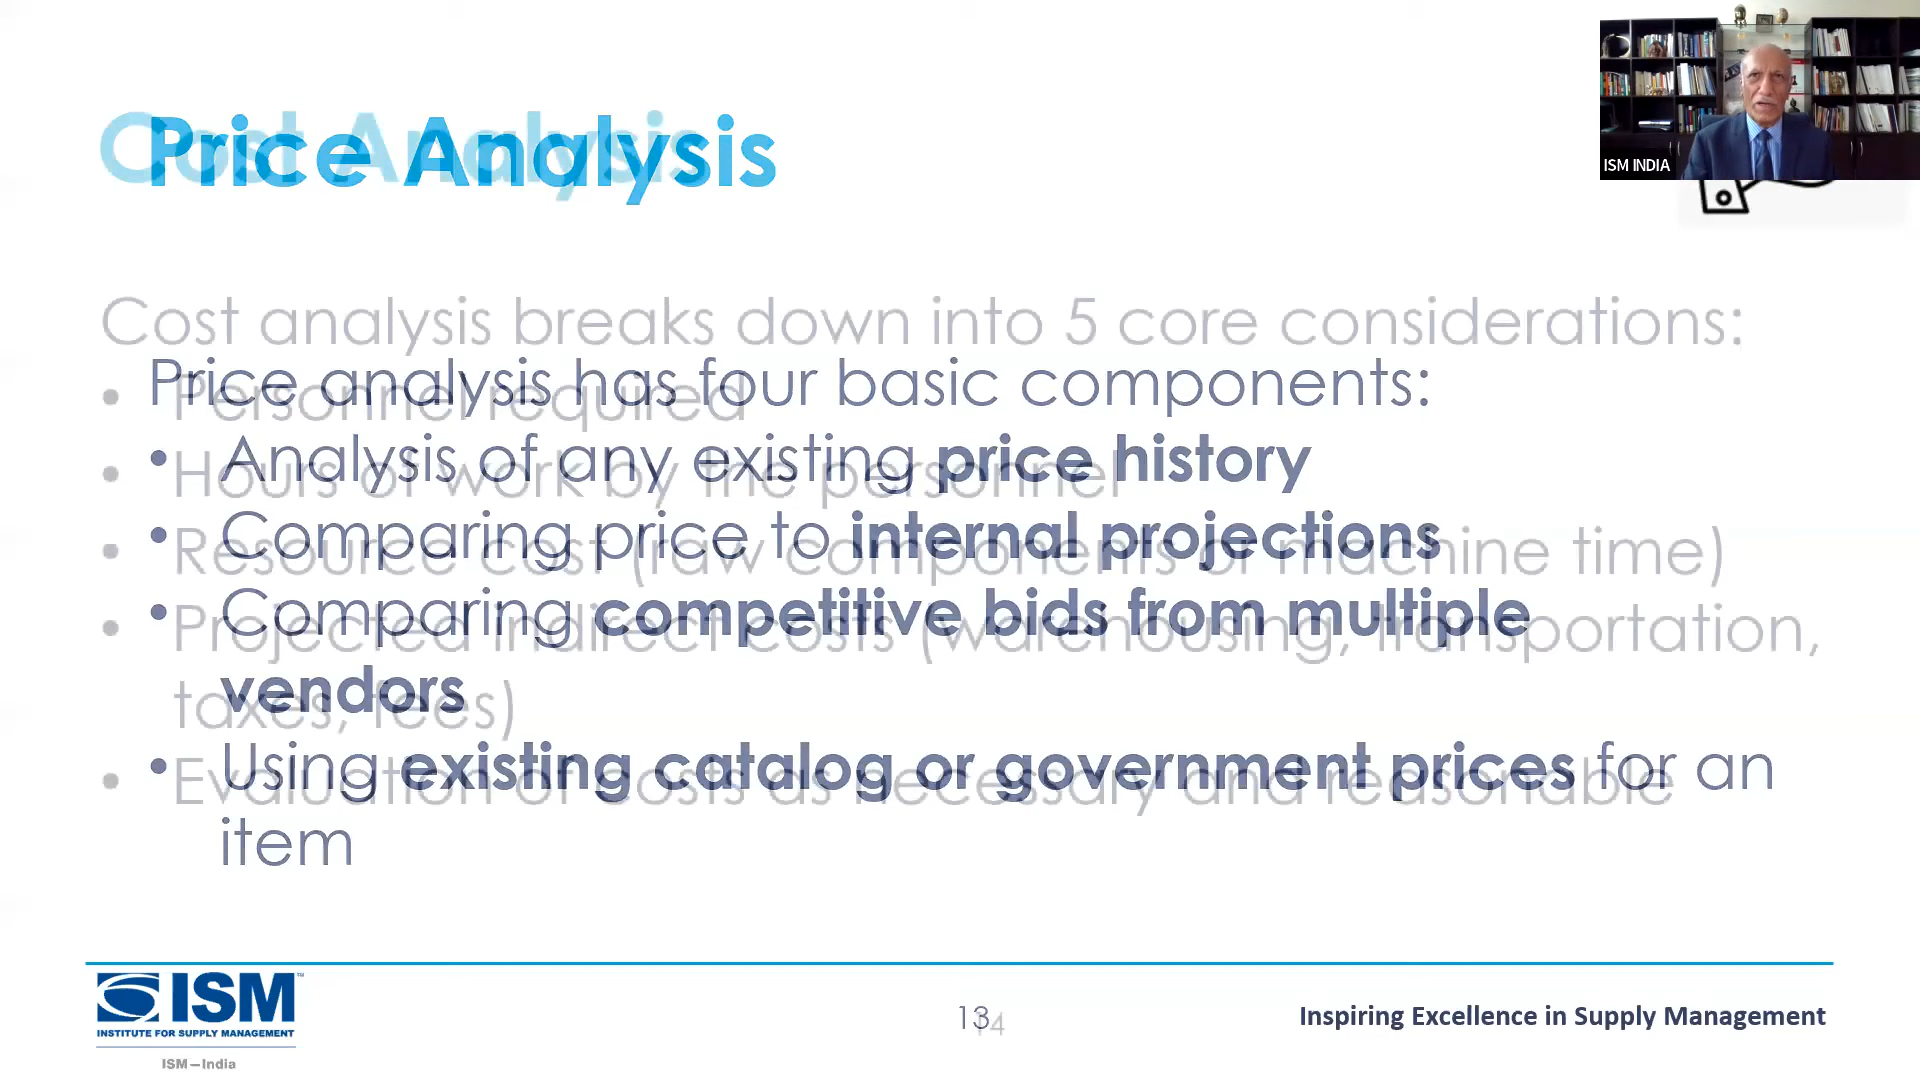 ISM INDIA
Price Analysis
Cost Analysis
Cost analysis breaks down into 5 core considerations:
• Personnel required
• Hours of work by the personnel
• Resource cost (raw components or machine time)
• Projected indirect costs (warehousing, transportation,
taxes, fees)
• Evaluation of costs as necessary and reasonable
Price analysis has four basic components:
• Analysis of any existing price history
• Comparing price to internal projections
• Comparing competitive bids from multiple
vendors
• Using existing catalog or government prices for an
item
ISM™
INSTITUTE FOR SUPPLY MANAGEMENT
ISM—India
13
14
Inspiring Excellence in Supply Management